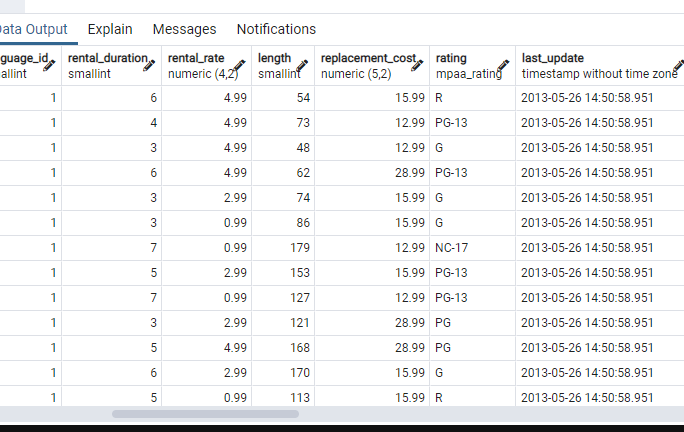 Data Output Explain Messages Notifications
guage_id rental_duration rental_rate length replacement_cost rating last_update
allint smallint numeric (4,2) smallint numeric (5,2) mpaa_rating timestamp without time zone
1 6 4.99 54 15.99 R 2013-05-26 14:50:58.951
1 4 4.99 73 12.99 PG-13 2013-05-26 14:50:58.951
1 3 4.99 48 12.99 G 2013-05-26 14:50:58.951
1 6 4.99 62 28.99 PG-13 2013-05-26 14:50:58.951
1 3 2.99 74 15.99 G 2013-05-26 14:50:58.951
1 3 0.99 86 15.99 G 2013-05-26 14:50:58.951
1 7 0.99 179 12.99 NC-17 2013-05-26 14:50:58.951
1 5 2.99 153 15.99 PG-13 2013-05-26 14:50:58.951
1 7 0.99 127 12.99 PG-13 2013-05-26 14:50:58.951
1 3 2.99 121 28.99 PG 2013-05-26 14:50:58.951
1 5 4.99 168 28.99 PG 2013-05-26 14:50:58.951
1 6 2.99 170 15.99 G 2013-05-26 14:50:58.951
1 5 0.99 113 15.99 R 2013-05-26 14:50:58.951